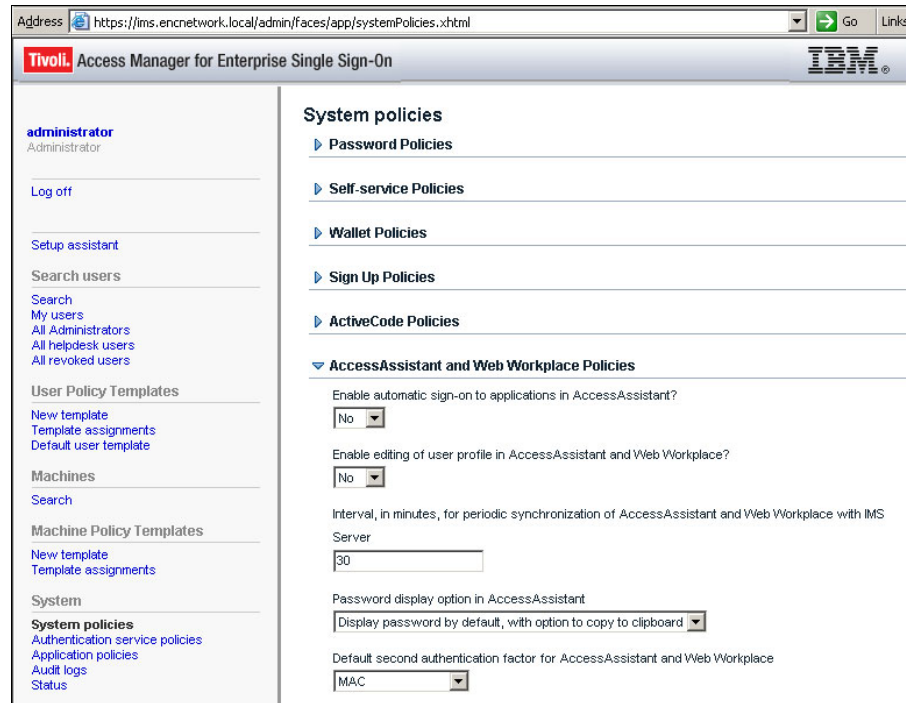 Address https://ims.encnetwork.local/admin/faces/app/systemPolicies.xhtml Go Links
Tivoli. Access Manager for Enterprise Single Sign-On IBM®
administrator
Administrator
Log off
Setup assistant
Search users
Search
My users
All Administrators
All helpdesk users
All revoked users
User Policy Templates
New template
Template assignments
Default user template
Machines
Search
Machine Policy Templates
New template
Template assignments
System
System policies
Authentication service policies
Application policies
Audit logs
Status
System policies
Password Policies
Self-service Policies
Wallet Policies
Sign Up Policies
ActiveCode Policies
AccessAssistant and Web Workplace Policies
Enable automatic sign-on to applications in AccessAssistant?
No
Enable editing of user profile in AccessAssistant and Web Workplace?
No
Interval, in minutes, for periodic synchronization of AccessAssistant and Web Workplace with IMS
Server
30
Password display option in AccessAssistant
Display password by default, with option to copy to clipboard
Default second authentication factor for AccessAssistant and Web Workplace
MAC